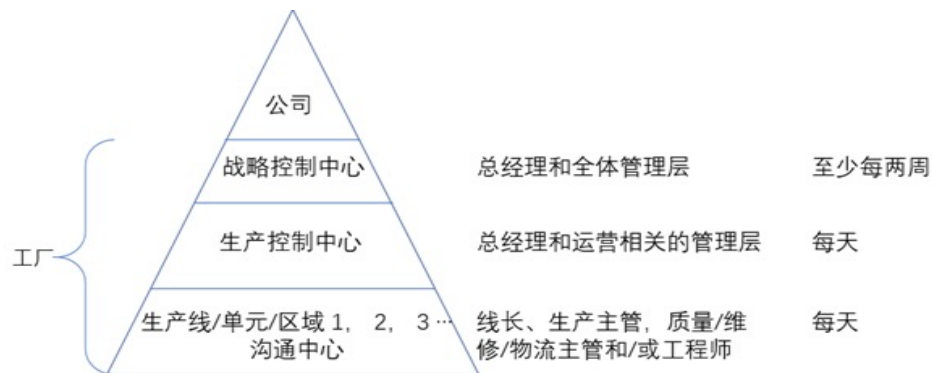 公司
战略控制中心 总经理和全体管理层 至少每两周
生产控制中心 总经理和运营相关的管理层 每天
工厂
生产线/单元/区域 1, 2, 3… 线长、生产主管,质量/维 每天
沟通中心 修/物流主管和/或工程师